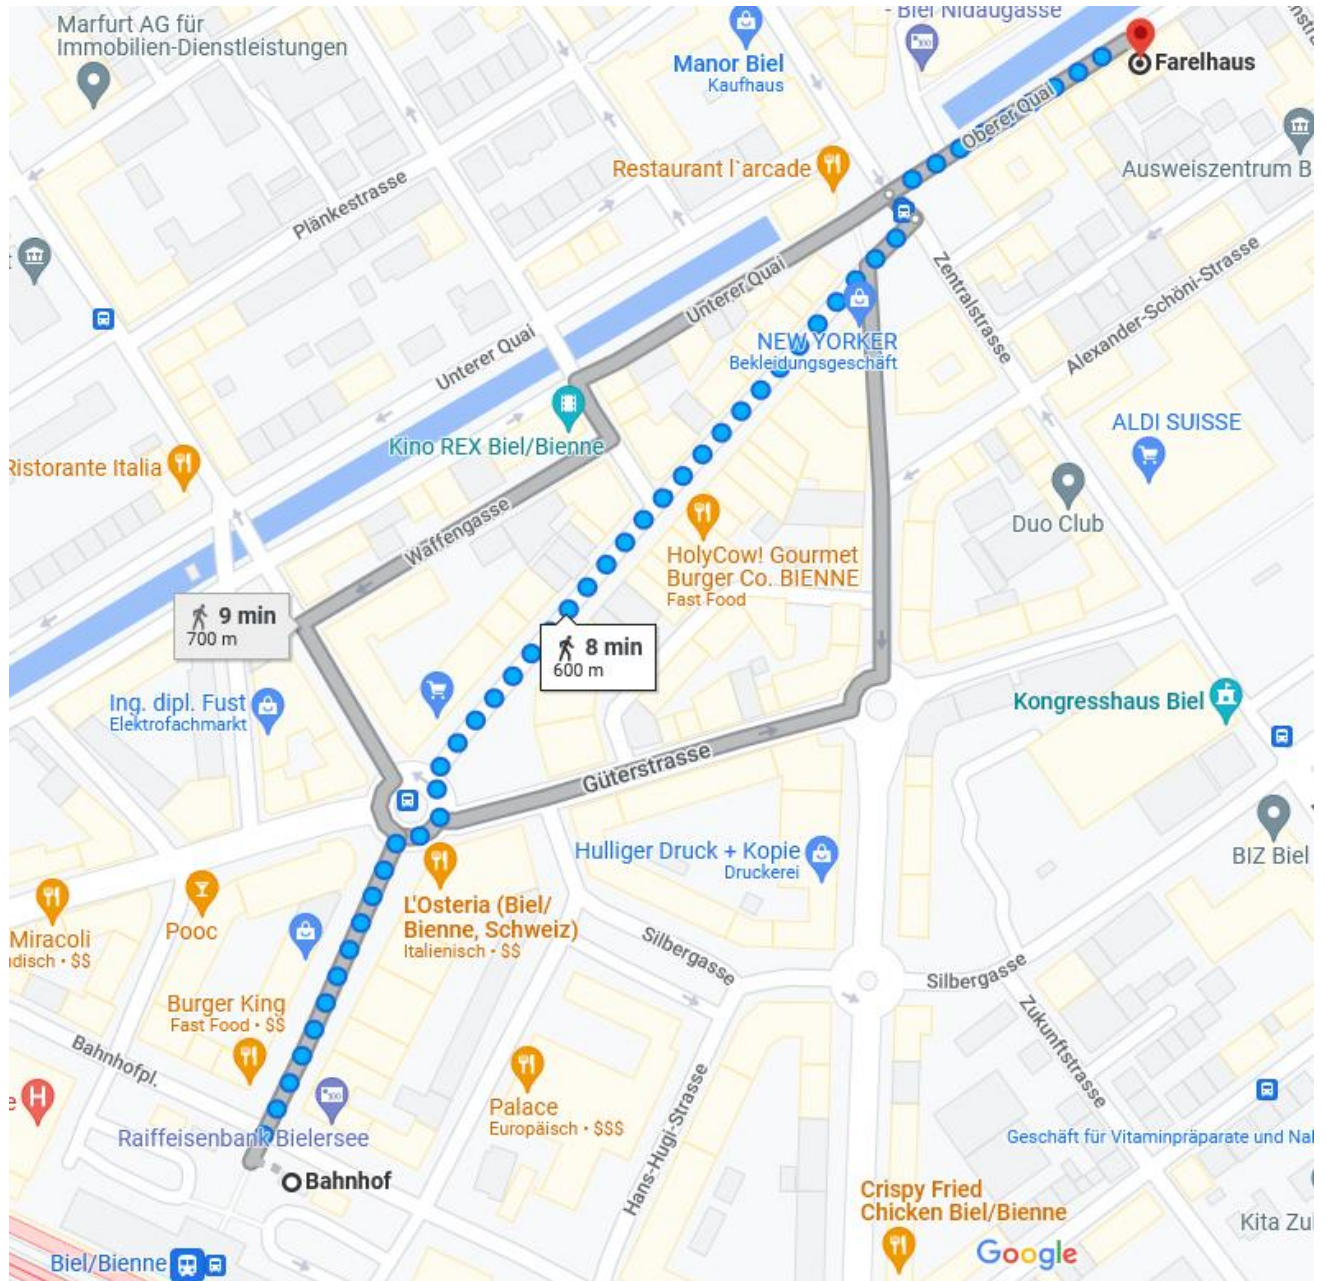 Marfurt AG für
Immobilien-Dienstleistungen
- Biel Nidaugasse
Manor Biel
Kaufhaus
Farelhaus
Oberer Quai
Restaurant l`arcade
Ausweiszentrum B
Plänkestrasse
Zentralstrasse
Alexander-Schöni-Strasse
Unterer Quai
Unterer Quai
NEW YORKER
Bekleidungsgeschäft
ALDI SUISSE
Kino REX Biel/Bienne
Ristorante Italia
Duo Club
Waffengasse
HolyCow! Gourmet
Burger Co. BIENNE
Fast Food
9 min
700 m
8 min
600 m
Ing. dipl. Fust
Elektrofachmarkt
Kongresshaus Biel
Güterstrasse
Hulliger Druck + Kopie
Druckerei
BIZ Biel
L'Osteria (Biel/
Bienne, Schweiz)
Italienisch • $$
Miracoli
disch • $$
Pooc
Silbergasse
Silbergasse
Burger King
Fast Food • $$
Zukunftstrasse
Bahnhofpl.
Palace
Europäisch • $$$
Raiffeisenbank Bielersee
Hans-Hugi-Strasse
Geschäft für Vitaminpräparate und Nah
Bahnhof
Crispy Fried
Chicken Biel/Bienne
Kita Zu
Biel/Bienne
Google